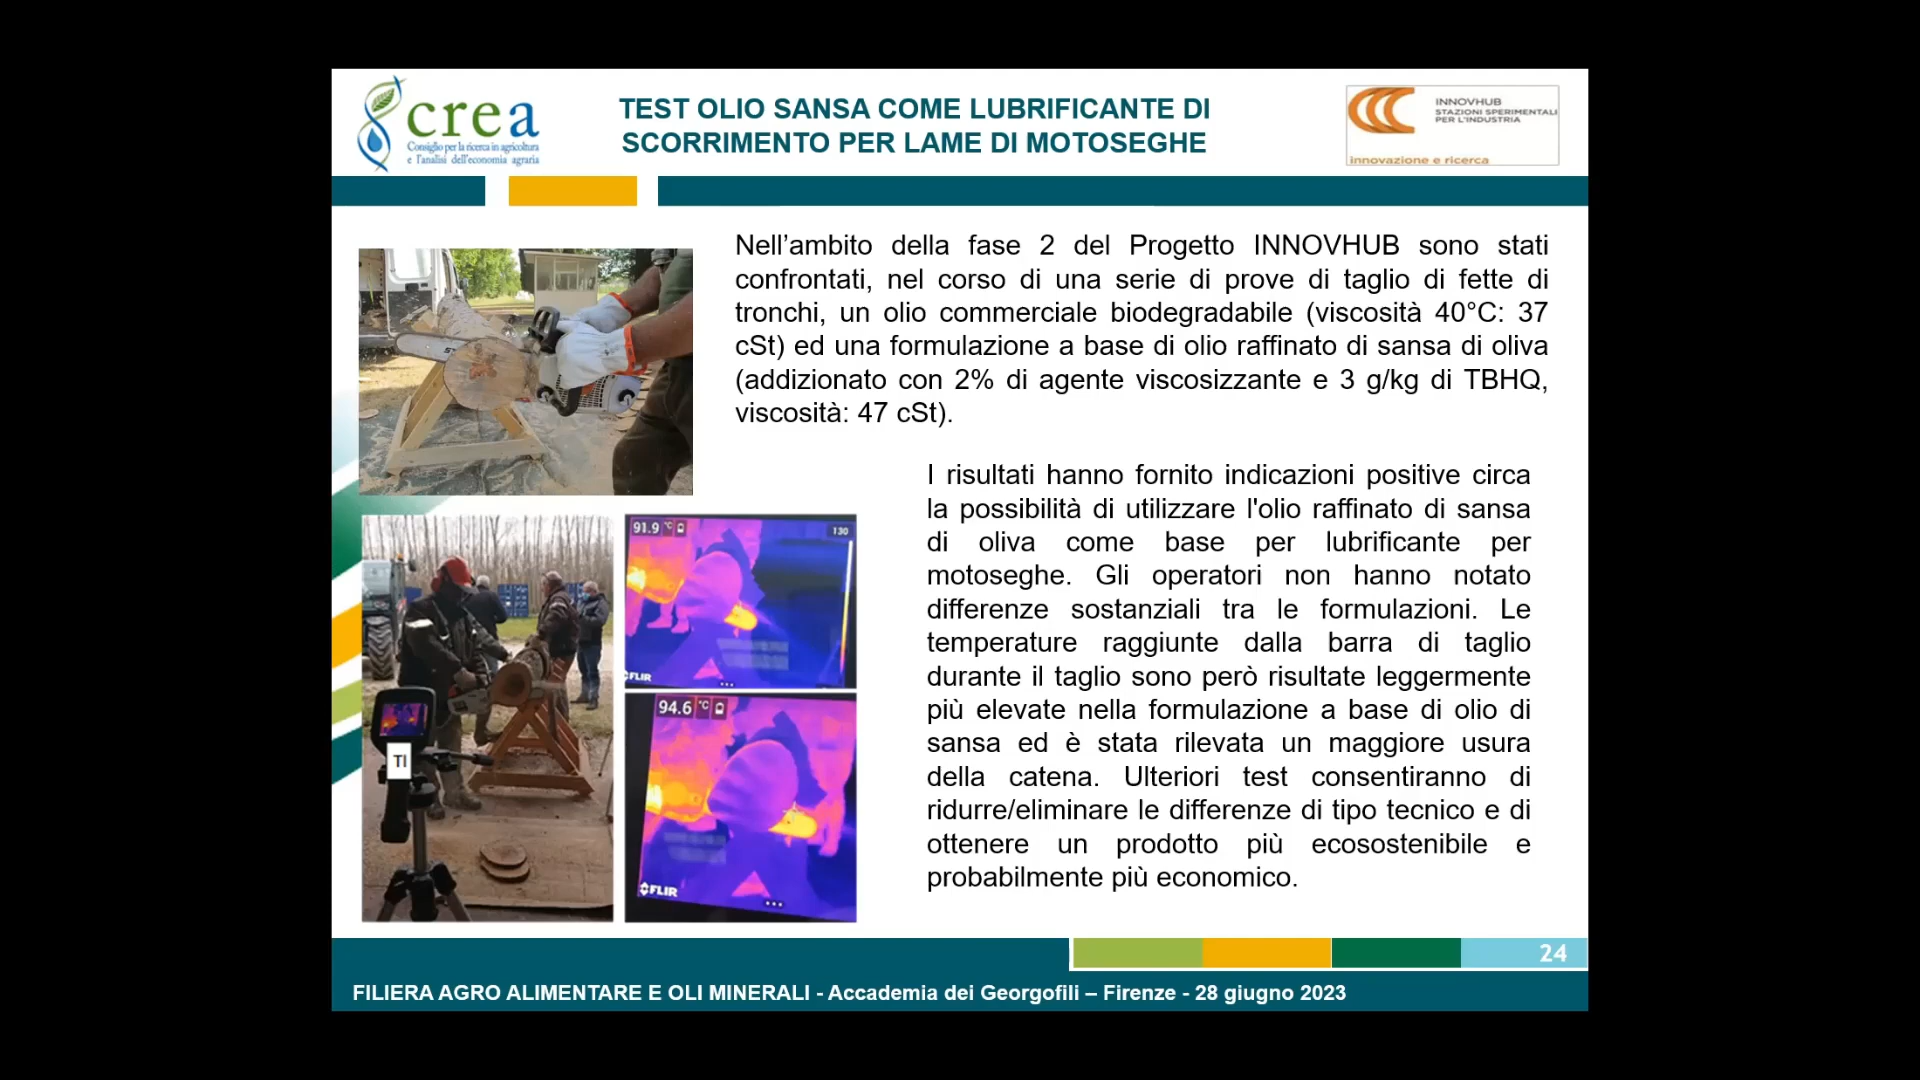 crea
Consiglio per la ricerca in agricoltura
e l'analisi dell'economia agraria
TEST OLIO SANSA COME LUBRIFICANTE DI
SCORRIMENTO PER LAME DI MOTOSEGHE
INNOVHUB
STAZIONI SPERIMENTALI
PER L'INDUSTRIA
innovazione e ricerca
Nell’ambito della fase 2 del Progetto INNOVHUB sono stati
confrontati, nel corso di una serie di prove di taglio di fette di
tronchi, un olio commerciale biodegradabile (viscosità 40°C: 37
cSt) ed una formulazione a base di olio raffinato di sansa di oliva
(addizionato con 2% di agente viscosizzante e 3 g/kg di TBHQ,
viscosità: 47 cSt).
I risultati hanno fornito indicazioni positive circa
la possibilità di utilizzare l'olio raffinato di sansa
di oliva come base per lubrificante per
motoseghe. Gli operatori non hanno notato
differenze sostanziali tra le formulazioni. Le
temperature raggiunte dalla barra di taglio
durante il taglio sono però risultate leggermente
più elevate nella formulazione a base di olio di
sansa ed è stata rilevata un maggiore usura
della catena. Ulteriori test consentiranno di
ridurre/eliminare le differenze di tipo tecnico e di
ottenere un prodotto più ecosostenibile e
probabilmente più economico.
91.9 °C
130
FLIR
94.6 °C
FLIR
TI
24
FILIERA AGRO ALIMENTARE E OLI MINERALI - Accademia dei Georgofili – Firenze - 28 giugno 2023